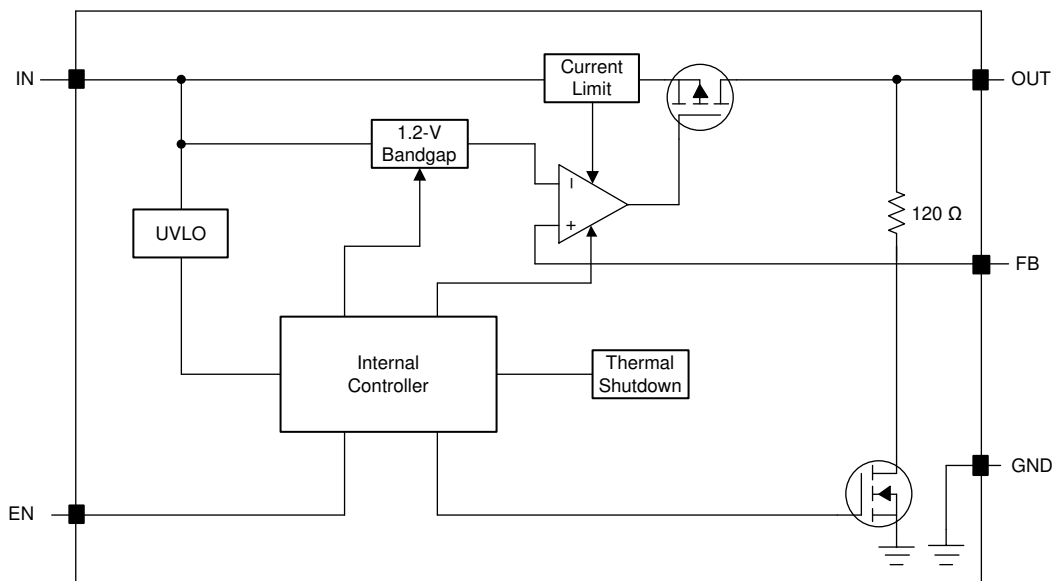 IN
Current
Limit
OUT
1.2-V
Bandgap
−
+
120 Ω
UVLO
FB
Internal
Controller
Thermal
Shutdown
GND
EN